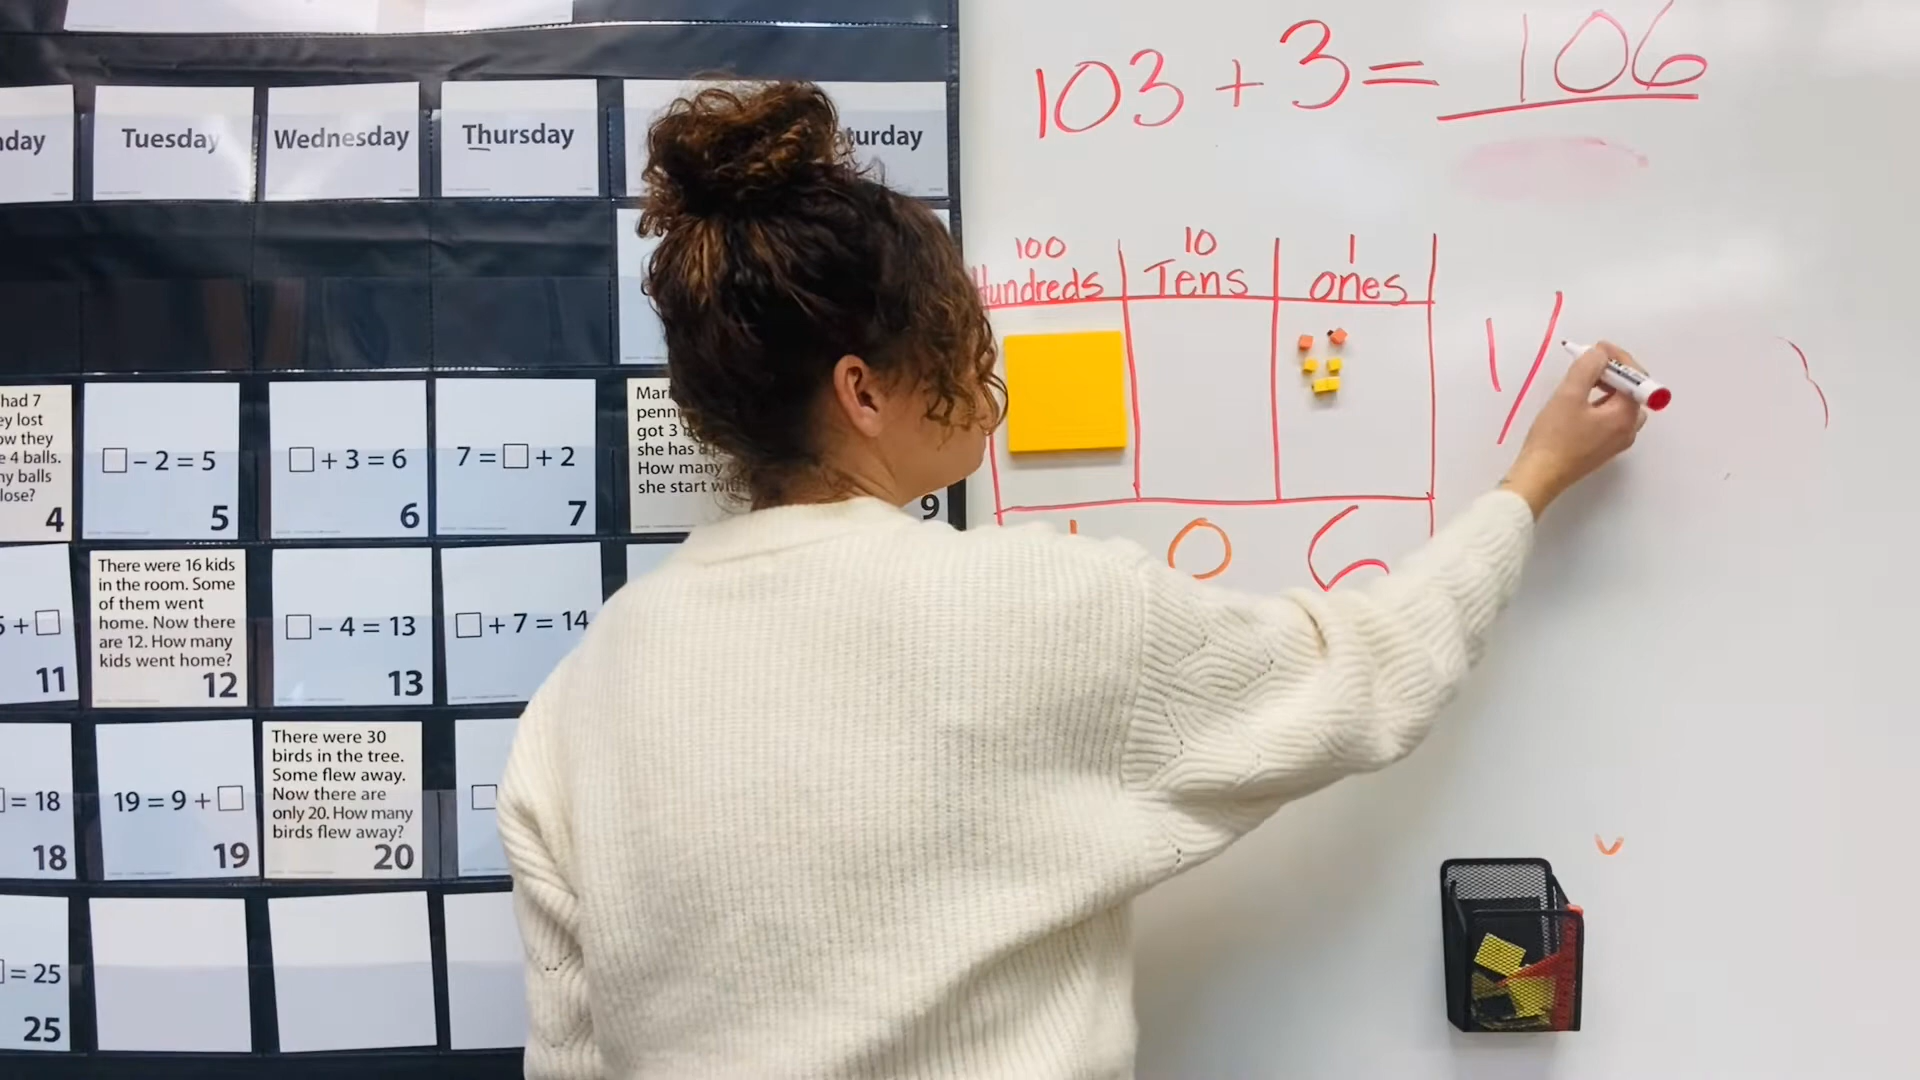 nday
Tuesday
Wednesday
Thursday
turday
103 + 3 = 106
100
10
1
Hundreds
Tens
ones
1 /
had 7
ey lost
ow they
e 4 balls.
ny balls
lose?
4
□ – 2 = 5
5
□ + 3 = 6
6
7 = □ + 2
7
Mari
penn
got 3
she has a p
How many
she start wi
9
1 0 6
5 + □
11
There were 16 kids
in the room. Some
of them went
home. Now there
are 12. How many
kids went home?
12
□ – 4 = 13
13
□ + 7 = 14
= 18
18
19 = 9 + □
19
There were 30
birds in the tree.
Some flew away.
Now there are
only 20. How many
birds flew away?
20
□
= 25
25